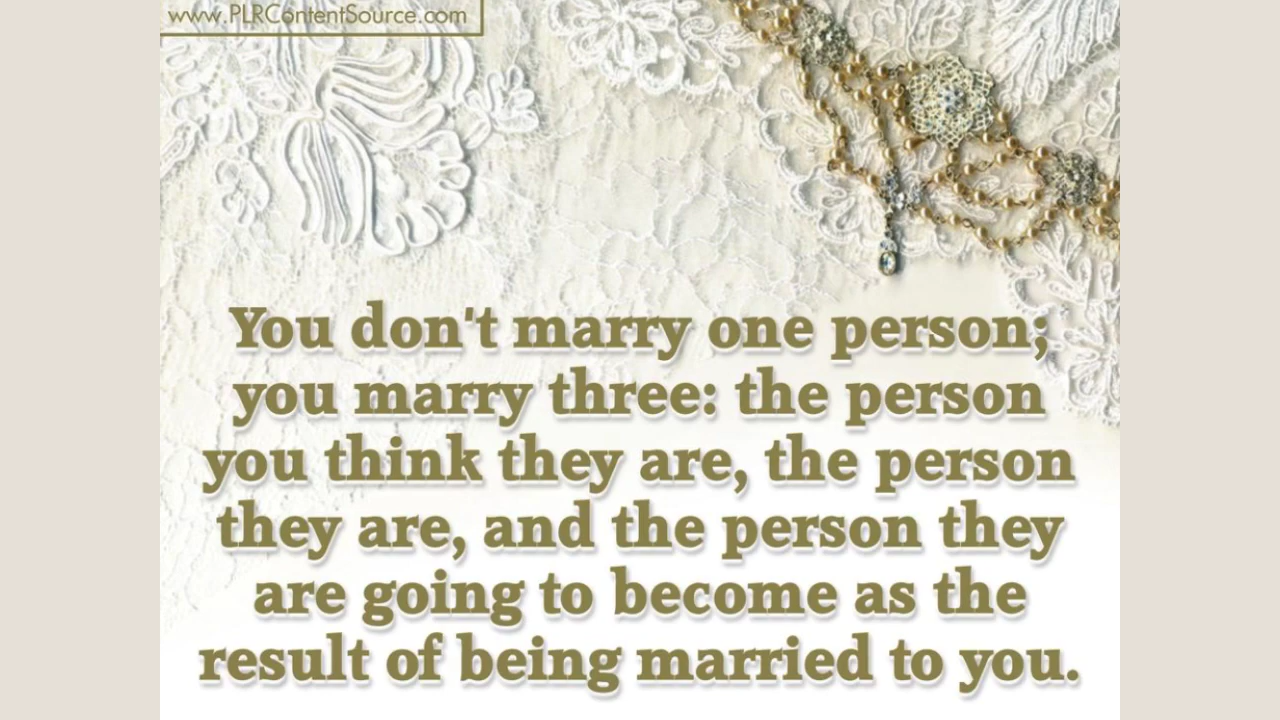 www.PLRContentSource.com
You don't marry one person;
you marry three: the person
you think they are, the person
they are, and the person they
are going to become as the
result of being married to you.